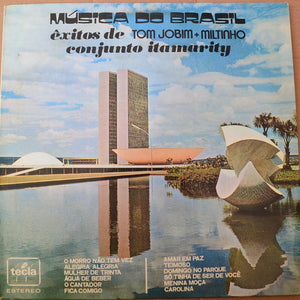 MÚSICA DO BRASIL
êxitos de TOM JOBIM + MILTINHO
conjunto itamarity
O MORRO NÃO TEM VEZ
ALEGRIA, ALEGRIA
MULHER DE TRINTA
ÁGUA DE BEBER
O CANTADOR
FICA COMIGO
AMAR EM PAZ
TEIMOSO
DOMINGO NO PARQUE
SÓ TINHA DE SER DE VOCÊ
MENINA MOÇA
CAROLINA
tecla
ESTEREO